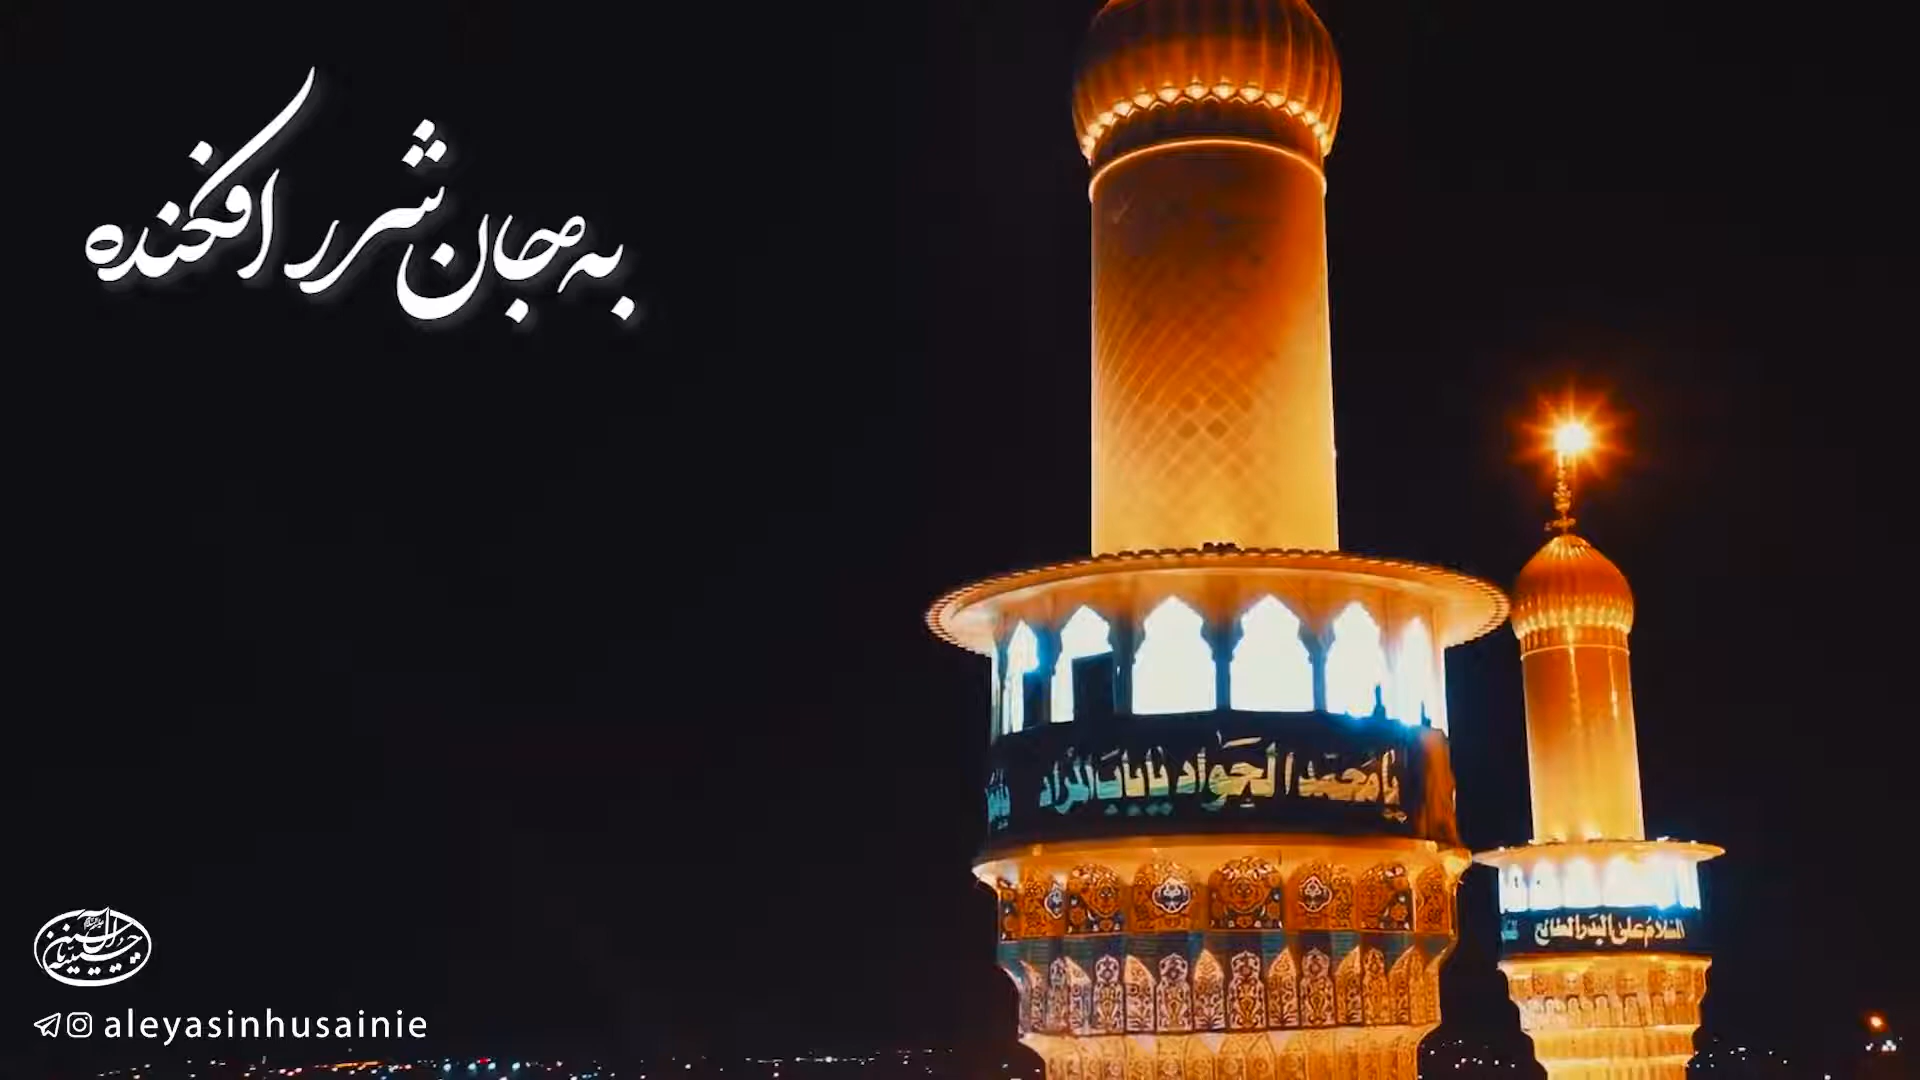 به جان شرر افکنده
یا محمد الجواد یا باب المراد
السلام علی البدر الطالع
aleyasinhusainie